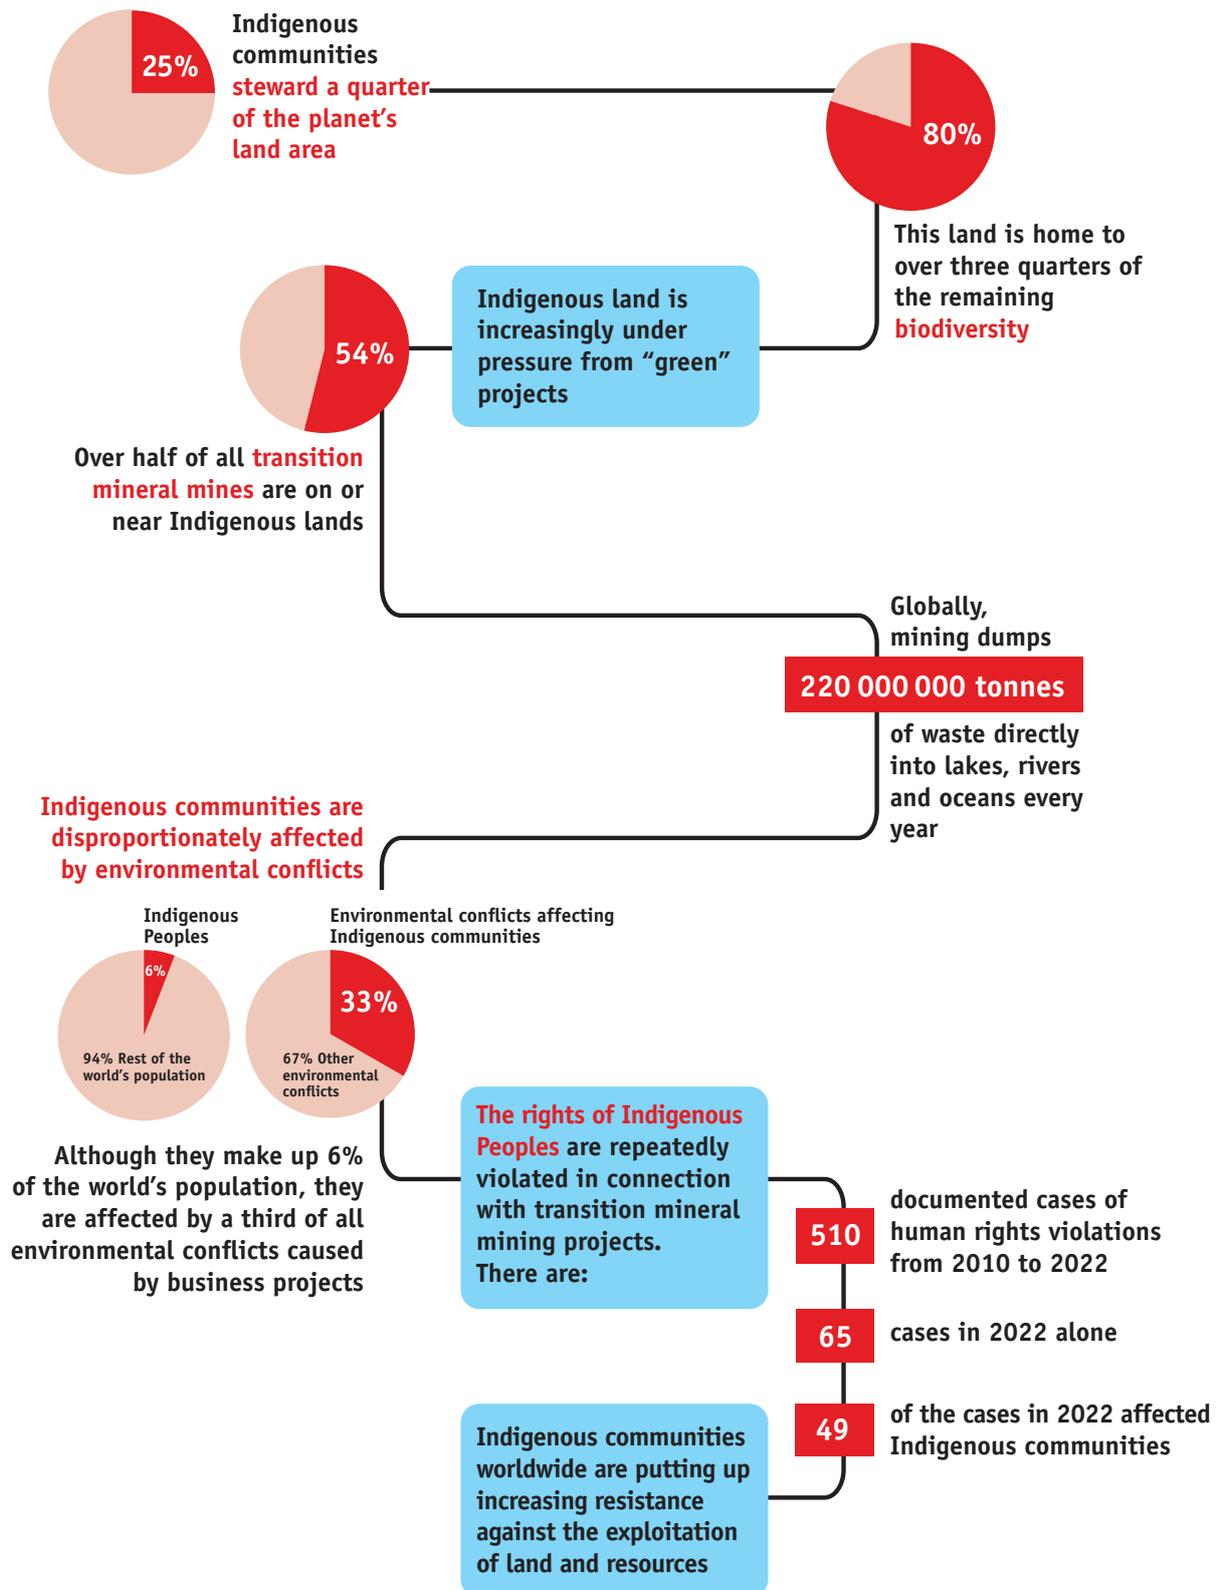 25%
Indigenous
communities
steward a quarter
of the planet’s
land area
80%
This land is home to
over three quarters of
the remaining
biodiversity
Indigenous land is
increasingly under
pressure from “green”
projects
54%
Over half of all transition
mineral mines are on or
near Indigenous lands
Globally,
mining dumps
220 000 000 tonnes
of waste directly
into lakes, rivers
and oceans every
year
Indigenous communities are
disproportionately affected
by environmental conflicts
Indigenous
Peoples
6%
94% Rest of the
world’s population
Environmental conflicts affecting
Indigenous communities
33%
67% Other
environmental
conflicts
Although they make up 6%
of the world’s population, they
are affected by a third of all
environmental conflicts caused
by business projects
The rights of Indigenous
Peoples are repeatedly
violated in connection
with transition mineral
mining projects.
There are:
510
documented cases of
human rights violations
from 2010 to 2022
65
cases in 2022 alone
49
of the cases in 2022 affected
Indigenous communities
Indigenous communities
worldwide are putting up
increasing resistance
against the exploitation
of land and resources